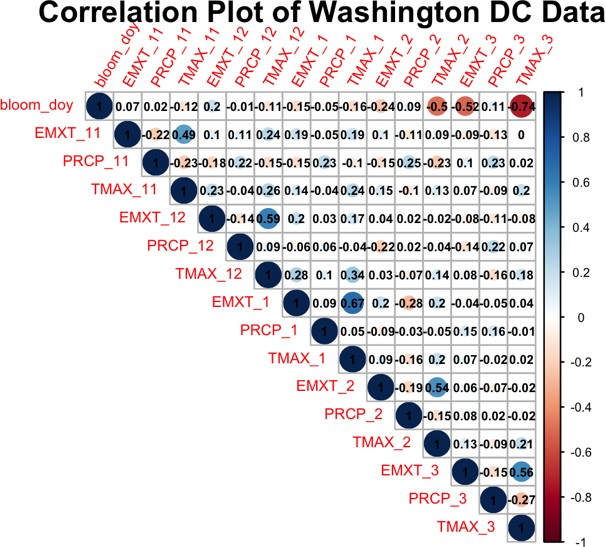 Correlation Plot of Washington DC Data
bloom_doy EMXT_11 PRCP_11 TMAX_11 EMXT_12 PRCP_12 TMAX_12 EMXT_1 PRCP_1 TMAX_1 EMXT_2 PRCP_2 TMAX_2 EMXT_3 PRCP_3 TMAX_3
bloom_doy 1 0.07 0.02 -0.12 0.2 -0.01 -0.11 -0.15 -0.05 -0.16 -0.24 0.09 -0.5 -0.52 0.11 -0.74 1
EMXT_11 1 -0.22 0.49 0.1 0.11 0.24 0.19 -0.05 0.19 0.1 -0.11 0.09 -0.09 -0.13 0
0.8
PRCP_11 1 -0.23 -0.18 0.22 -0.15 -0.15 0.23 -0.1 -0.15 0.25 -0.23 0.1 0.23 0.02
TMAX_11 1 0.23 -0.04 0.26 0.14 -0.04 0.24 0.15 -0.1 0.13 0.07 -0.09 0.2 0.6
EMXT_12 1 -0.14 0.59 0.2 0.03 0.17 0.04 0.02 -0.02 -0.08 -0.11 -0.08
0.4
PRCP_12 1 0.09 -0.06 0.06 -0.04 -0.22 0.02 -0.04 -0.14 0.22 0.07
TMAX_12 1 0.28 0.1 0.34 0.03 -0.07 0.14 0.08 -0.16 0.18 0.2
EMXT_1 1 0.09 0.67 0.2 -0.28 0.2 -0.04 -0.05 0.04
0
PRCP_1 1 0.05 -0.09 -0.03 -0.05 0.15 0.16 -0.01
TMAX_1 1 0.09 -0.16 0.2 0.07 -0.02 0.02 -0.2
EMXT_2 1 -0.19 0.54 0.06 -0.07 -0.02
-0.4
PRCP_2 1 -0.15 0.08 0.02 -0.02
TMAX_2 1 0.13 -0.09 0.21 -0.6
EMXT_3 1 -0.15 0.56
-0.8
PRCP_3 1 -0.27
TMAX_3 1
-1